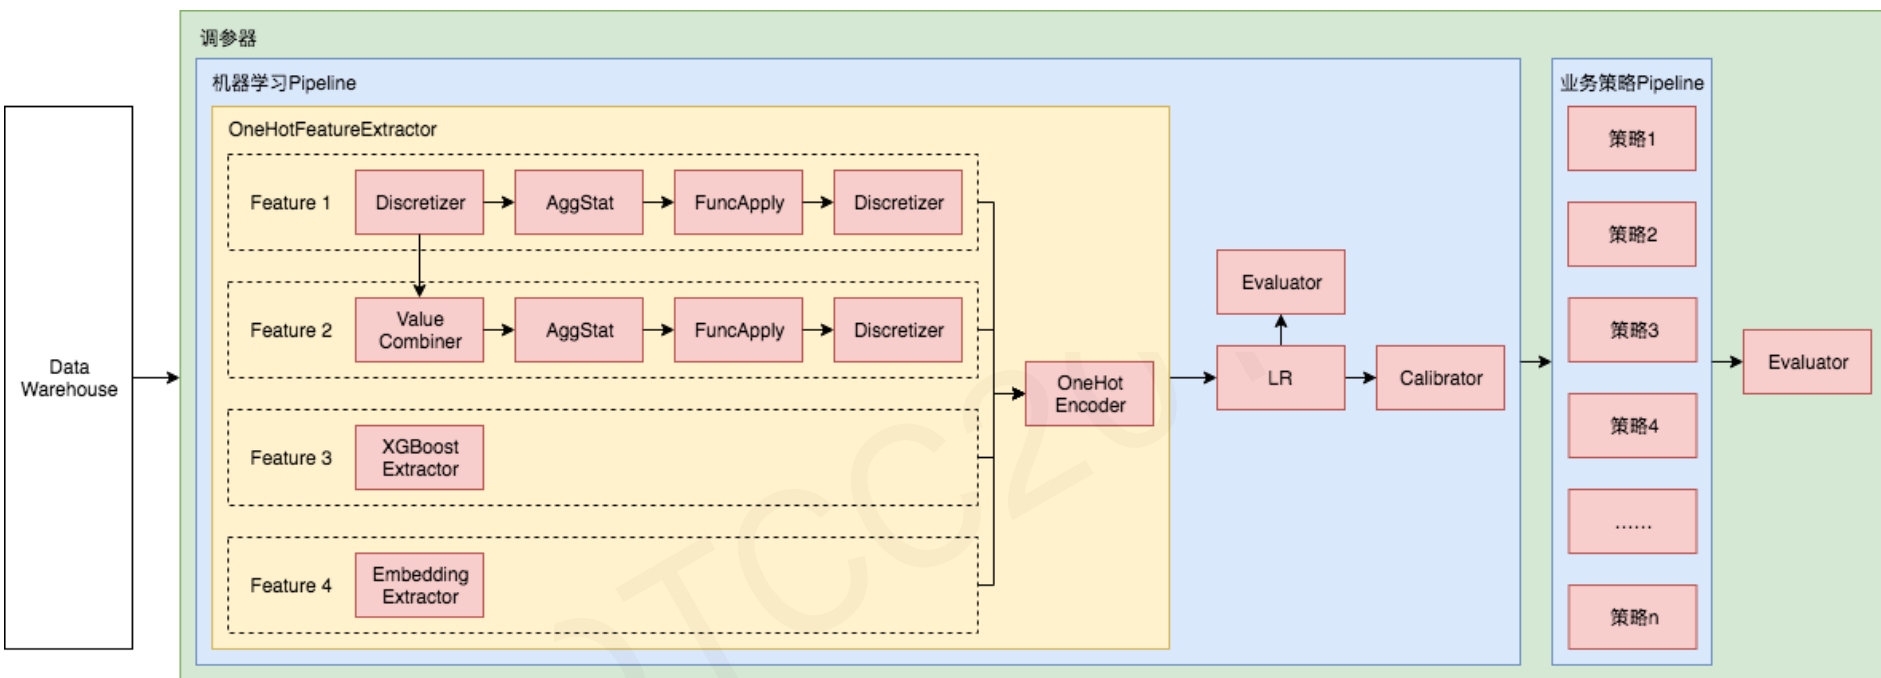 调参器
机器学习Pipeline
业务策略Pipeline
OneHotFeatureExtractor
Feature 1
Discretizer
AggStat
FuncApply
Discretizer
Feature 2
Value
Combiner
AggStat
FuncApply
Discretizer
Feature 3
XGBoost
Extractor
Feature 4
Embedding
Extractor
Data
Warehouse
OneHot
Encoder
Evaluator
LR
Calibrator
策略1
策略2
策略3
策略4
......
策略n
Evaluator